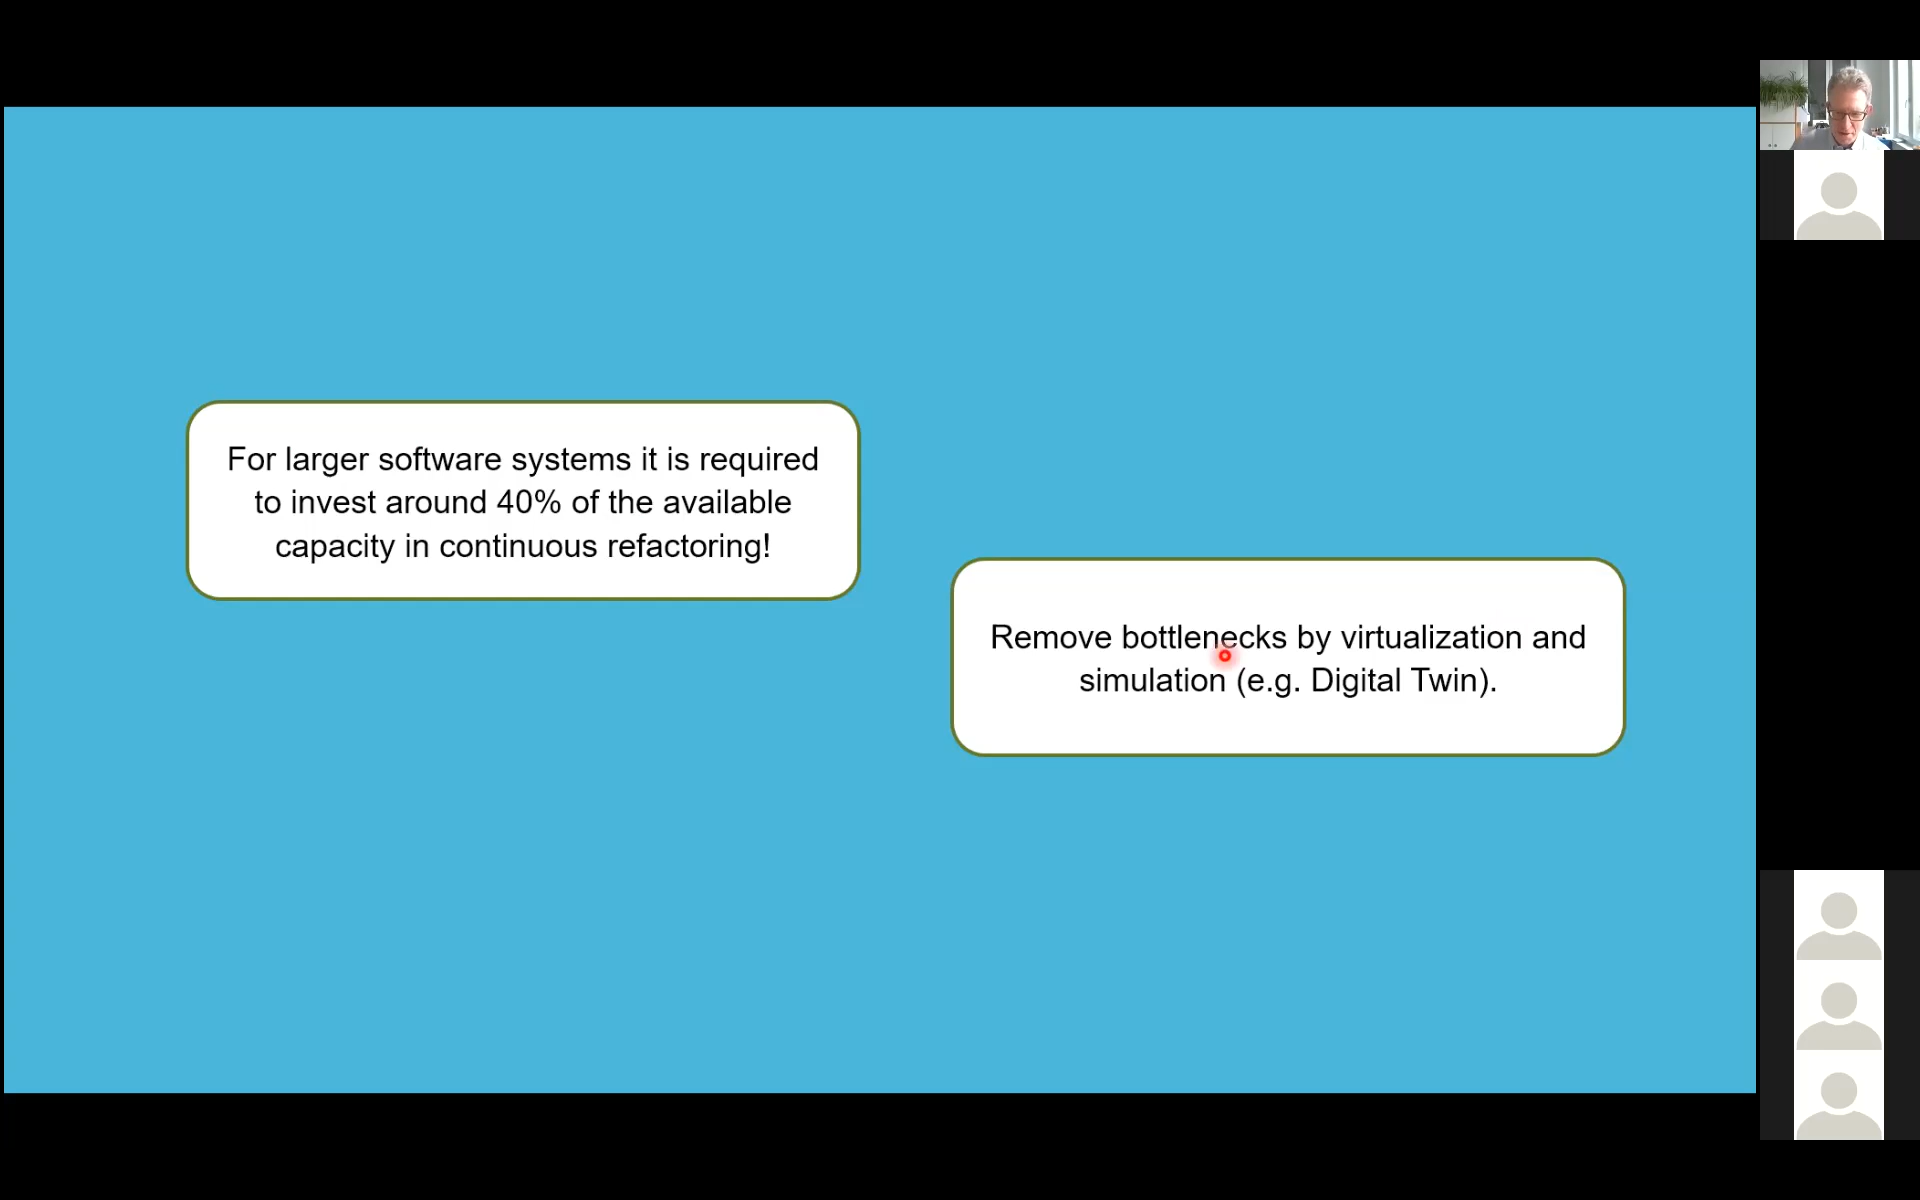 For larger software systems it is required
to invest around 40% of the available
capacity in continuous refactoring!
Remove bottlenecks by virtualization and
simulation (e.g. Digital Twin).